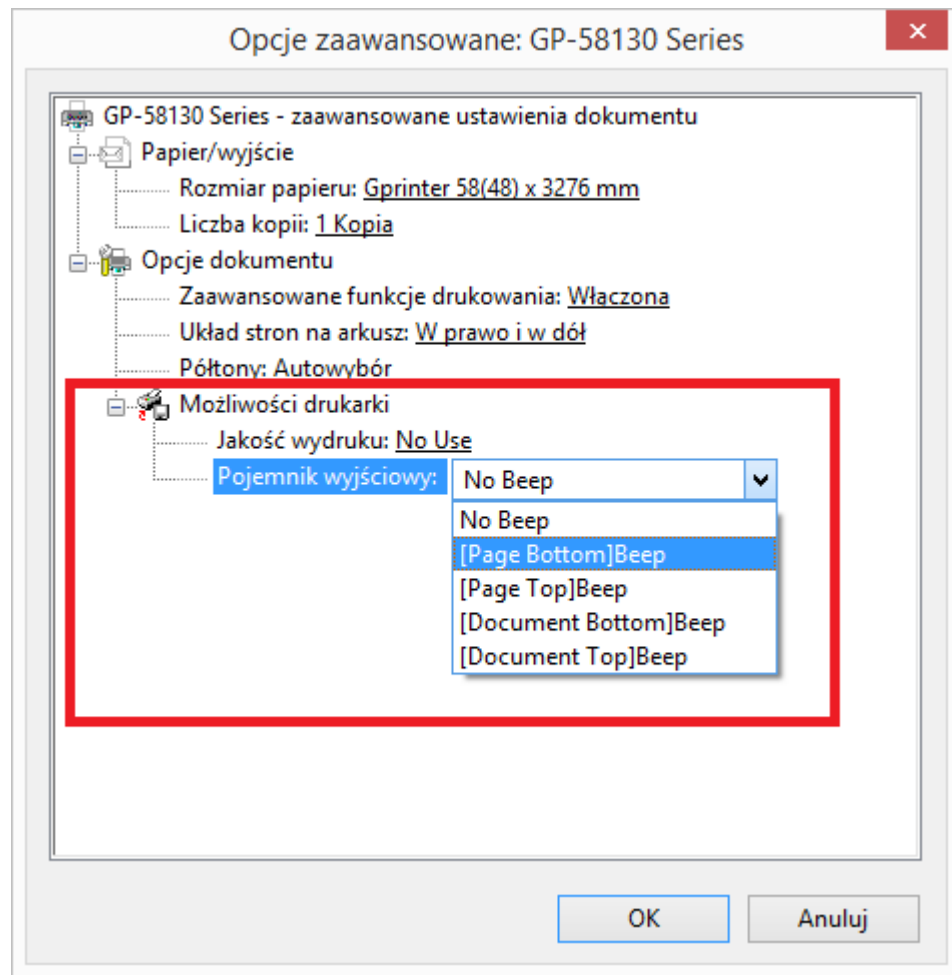 Opcje zaawansowane: GP-58130 Series
GP-58130 Series - zaawansowane ustawienia dokumentu
Papier/wyjście
Rozmiar papieru: Gprinter 58(48) x 3276 mm
Liczba kopii: 1 Kopia
Opcje dokumentu
Zaawansowane funkcje drukowania: Włączona
Układ stron na arkusz: W prawo i w dół
Półtony: Autowybór
Możliwości drukarki
Jakość wydruku: No Use
Pojemnik wyjściowy: No Beep
No Beep
[Page Bottom]Beep
[Page Top]Beep
[Document Bottom]Beep
[Document Top]Beep
OK Anuluj